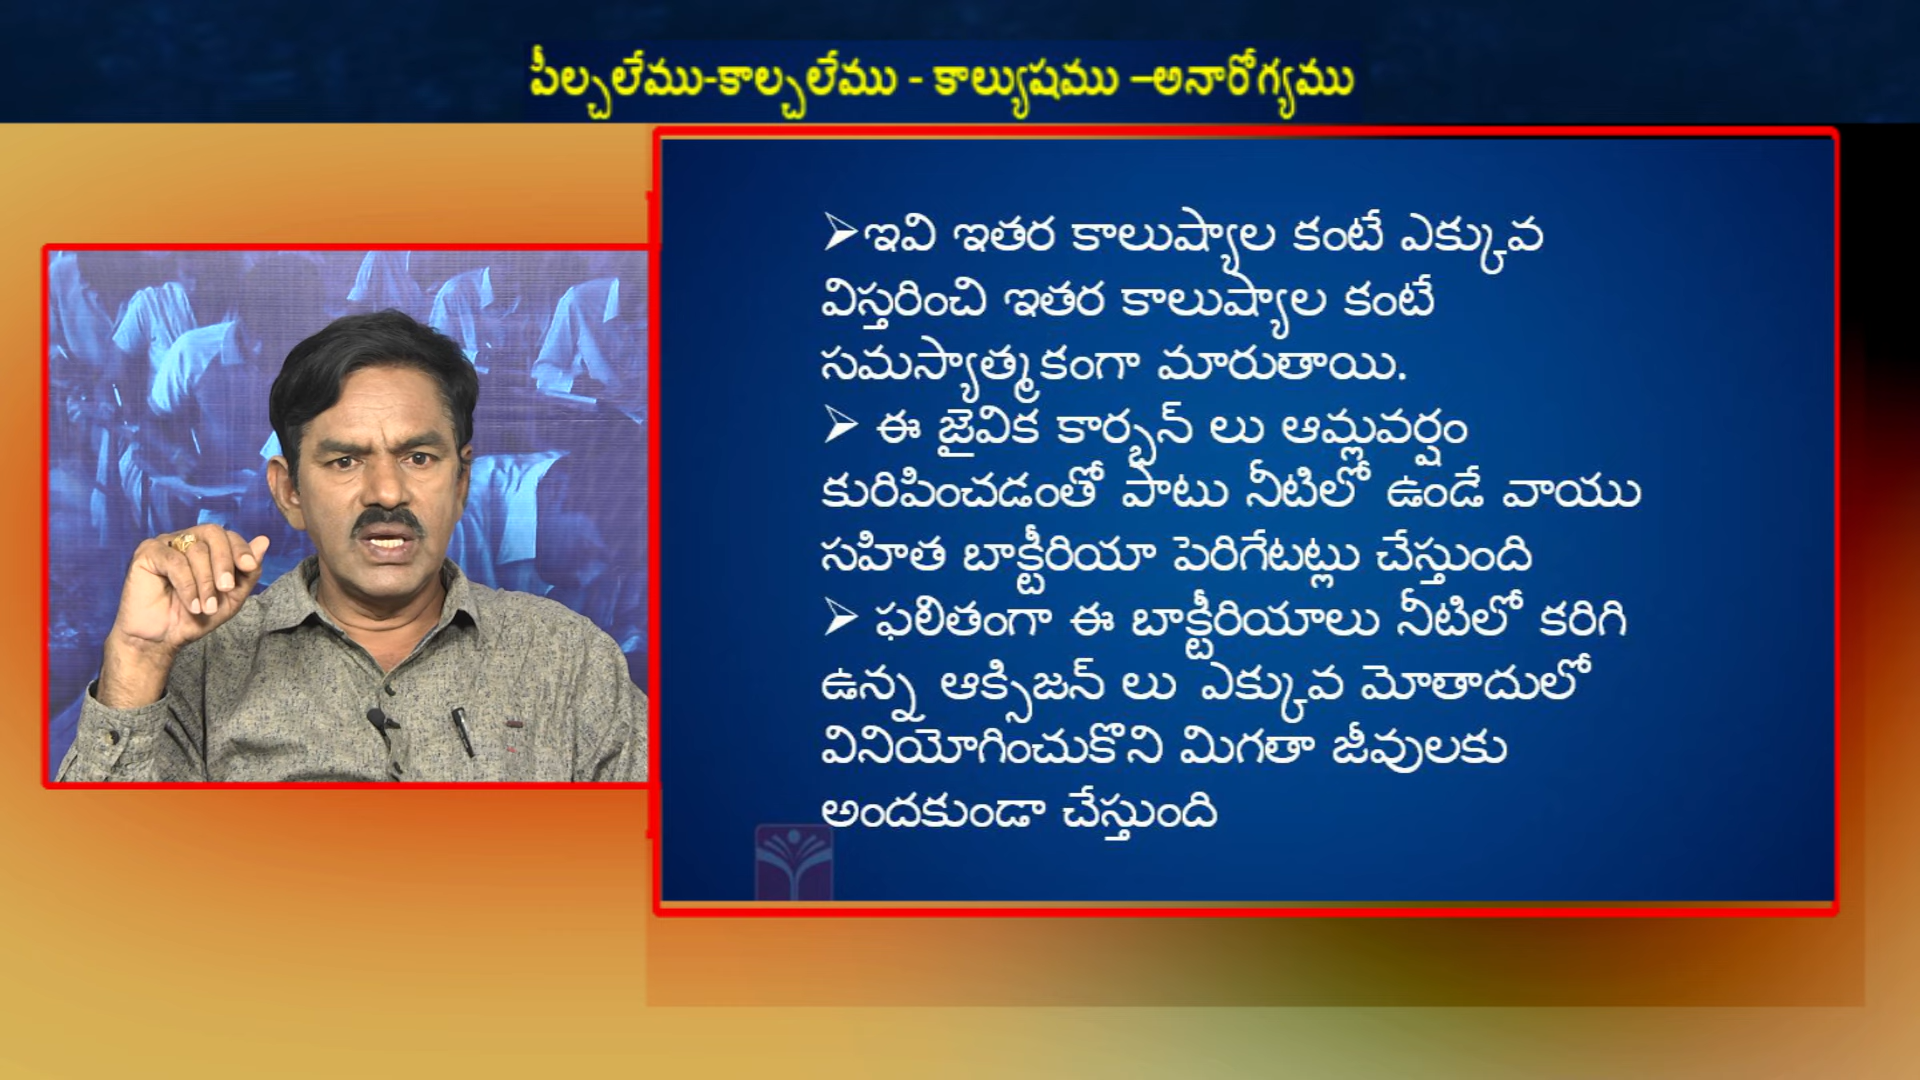 పీల్చలేము-కాల్చలేము - కాల్యుషము –అనారోగ్యము
➢ఇవి ఇతర కాలుష్యాల కంటే ఎక్కువ
విస్తరించి ఇతర కాలుష్యాల కంటే
సమస్యాత్మకంగా మారుతాయి.
➢ ఈ జైవిక కార్బన్ లు ఆమ్లవర్షం
కురిపించడంతో పాటు నీటిలో ఉండే వాయు
సహిత బాక్టీరియా పెరిగేటట్లు చేస్తుంది
➢ ఫలితంగా ఈ బాక్టీరియాలు నీటిలో కరిగి
ఉన్న ఆక్సిజన్ లు ఎక్కువ మోతాదులో
వినియోగించుకొని మిగతా జీవులకు
అందకుండా చేస్తుంది